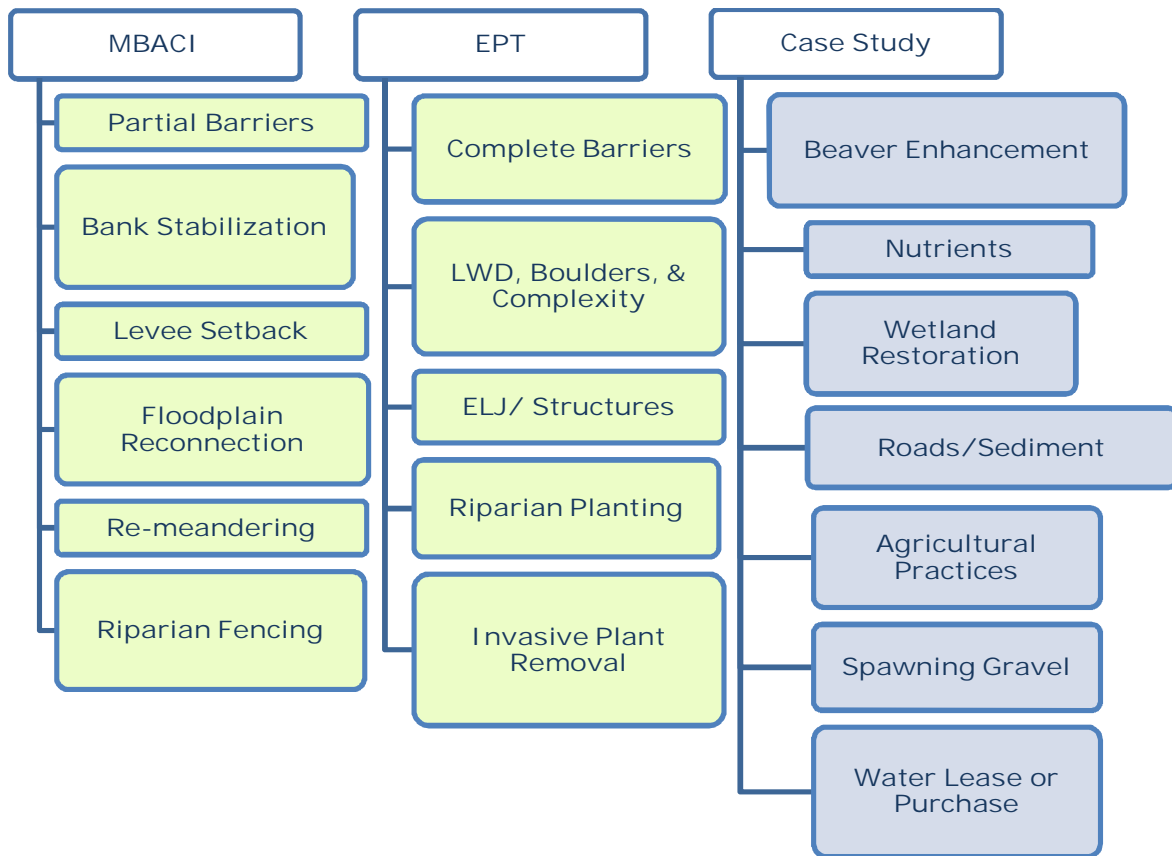 MBACI
Partial Barriers
Bank Stabilization
Levee Setback
Floodplain
Reconnection
Re-meandering
Riparian Fencing
EPT
Complete Barriers
LWD, Boulders, &
Complexity
ELJ/ Structures
Riparian Planting
Invasive Plant
Removal
Case Study
Beaver Enhancement
Nutrients
Wetland
Restoration
Roads/Sediment
Agricultural
Practices
Spawning Gravel
Water Lease or
Purchase